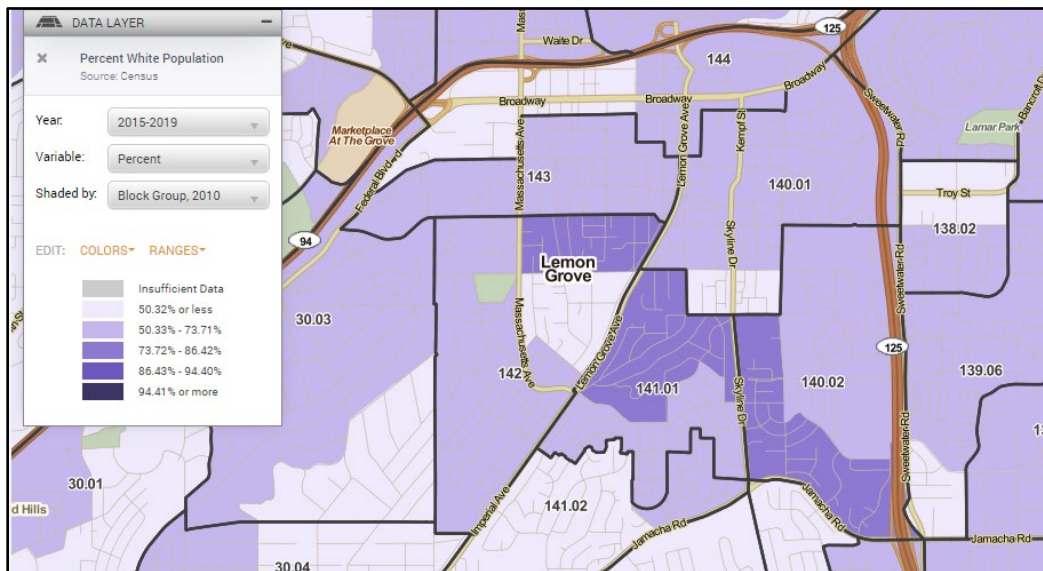 DATA LAYER
Percent White Population
Source: Census
Year: 2015-2019
Variable: Percent
Shaded by: Block Group, 2010
EDIT: COLORS RANGES
Insufficient Data
50.32% or less
50.33% - 73.71%
73.72% - 86.42%
86.43% - 94.40%
94.41% or more
Waite Dr
125
144
Broadway
Broadway
Broadway
Marketplace
At The Grove
Kempf St
Sweetwater Rd
Bancroft D
Lamar Park
Federal Blvd
Massachusetts Ave
Lemon Grove Ave
143
140.01
Troy St
138.02
94
Skyline Dr
Sweetwater Rd
Lemon
Grove
30.03
Massachusetts Ave
Lemon Grove Ave
125
142
141.01
Skyline Dr
140.02
139.06
Sweetwater Rd
30.01
d Hills
Imperial Ave
141.02
Jamacha Rd
Jamacha Rd
30.04